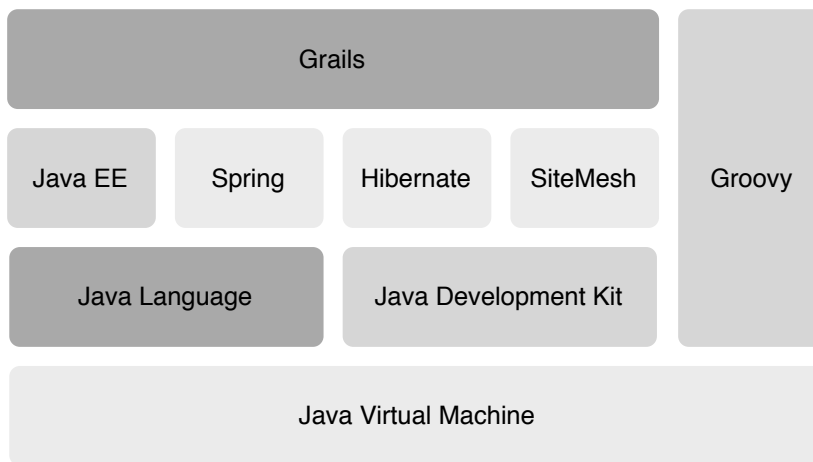 Grails
Java EE
Spring
Hibernate
SiteMesh
Groovy
Java Language
Java Development Kit
Java Virtual Machine